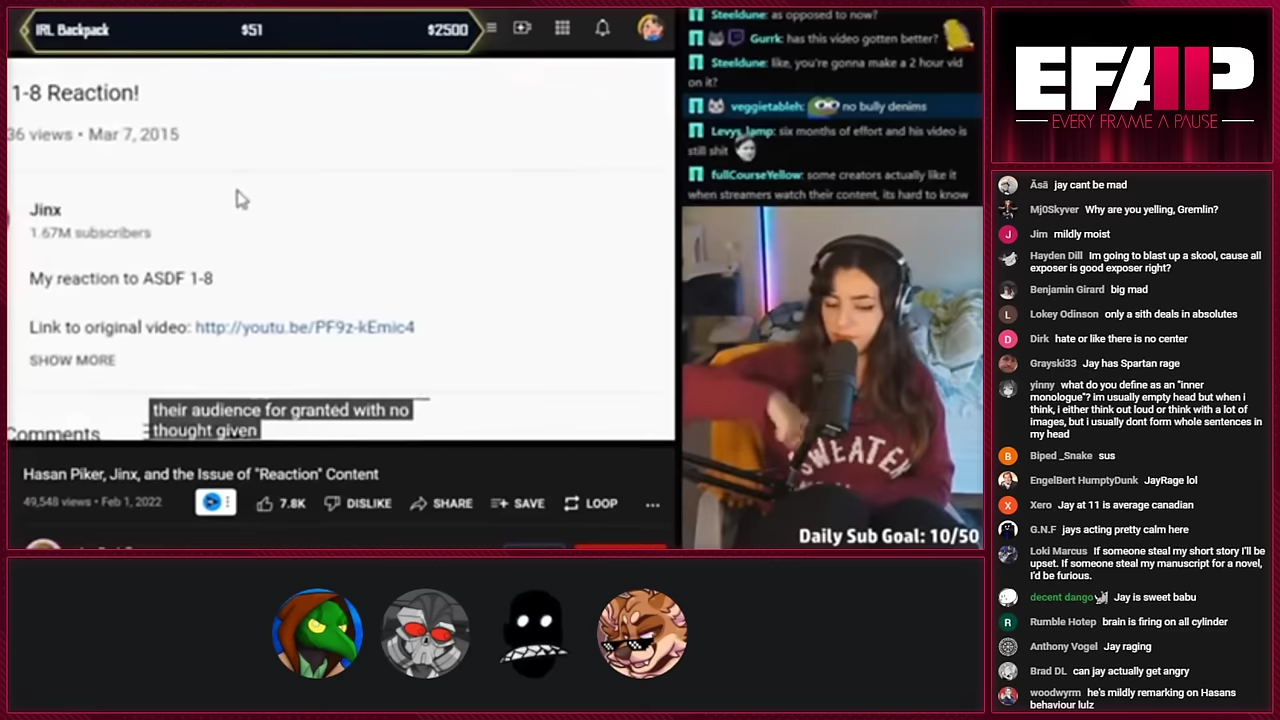 IRL Backpack $51 $2500
1-8 Reaction!
36 views • Mar 7, 2015
Jinx
1.67M subscribers
My reaction to ASDF 1-8
Link to original video: http://youtu.be/PF9z-kEmic4
SHOW MORE
their audience for granted with no
thought given
Comments
Hasan Piker, Jinx, and the Issue of "Reaction" Content
49,548 views • Feb 1, 2022
7.8K DISLIKE SHARE SAVE LOOP
Steeldune: as opposed to now?
Gurrk: has this video gotten better?
Steeldune: like, you're gonna make a 2 hour vid
on it?
veggietableh: no bully denims
Levys_lamp: six months of effort and his video is
still shit
fullCourseYellow: some creators actually like it
when streamers watch their content, its hard to know
SWEATER
Daily Sub Goal: 10/50
EFAP
EVERY FRAME A PAUSE
Āsā jay cant be mad
Mj0Skyver Why are you yelling, Gremlin?
J Jim mildly moist
Hayden Dill Im going to blast up a skool, cause all
exposer is good exposer right?
Benjamin Girard big mad
L Lokey Odinson only a sith deals in absolutes
D Dirk hate or like there is no center
Grayski33 Jay has Spartan rage
yinny what do you define as an "inner
monologue"? im usually empty head but when i
think, i either think out loud or think with a lot of
images, but i usually dont form whole sentences in
my head
B Biped _Snake sus
EngelBert HumptyDunk JayRage lol
X Xero Jay at 11 is average canadian
G.N.F jays acting pretty calm here
Loki Marcus If someone steal my short story I'll be
upset. If someone steal my manuscript for a novel,
I'd be furious.
decent dango Jay is sweet babu
R Rumble Hotep brain is firing on all cylinder
Anthony Vogel Jay raging
Brad DL can jay actually get angry
woodwyrm he's mildly remarking on Hasans
behaviour lulz